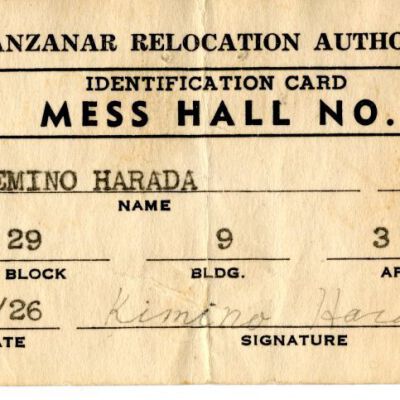 ANZANAR RELOCATION AUTHO
IDENTIFICATION CARD
MESS HALL NO.
EMINO HARADA
NAME
29 9 3
BLOCK BLDG. AP
/26 Kimino Hara
ATE SIGNATURE